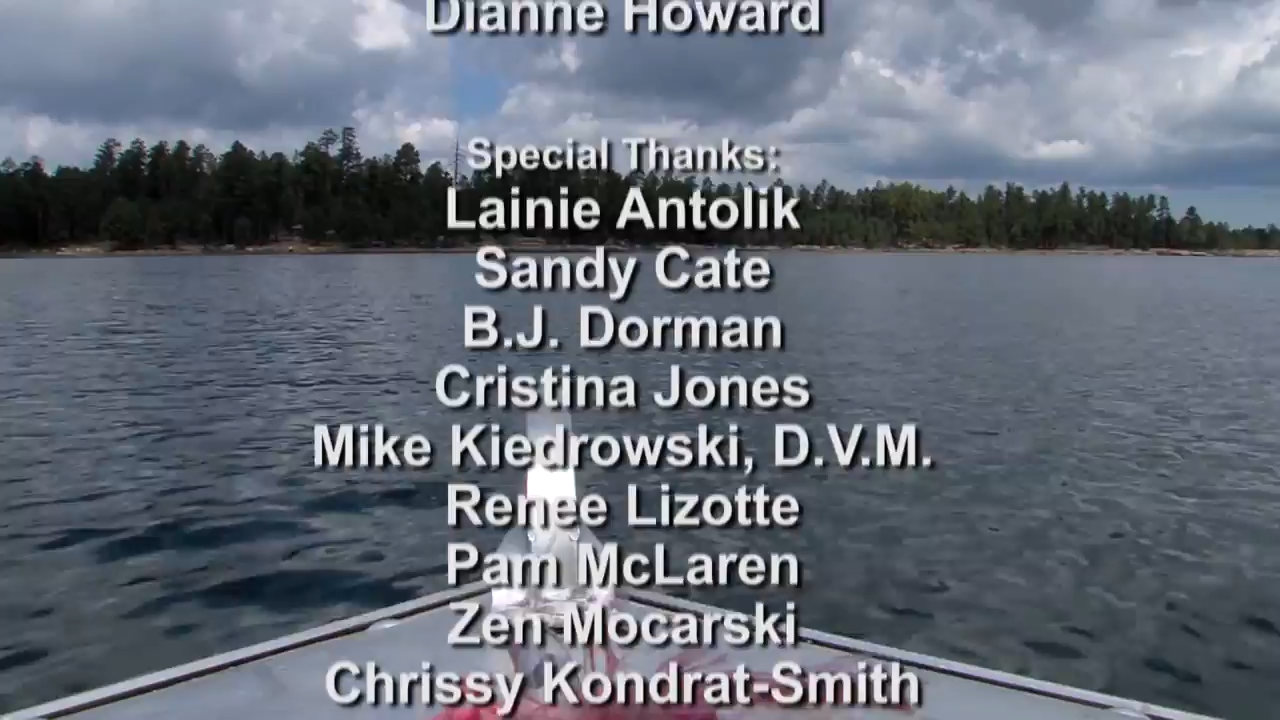 Dianne Howard
Special Thanks:
Lainie Antolik
Sandy Cate
B.J. Dorman
Cristina Jones
Mike Kiedrowski, D.V.M.
Renee Lizotte
Pam McLaren
Zen Mocarski
Chrissy Kondrat-Smith